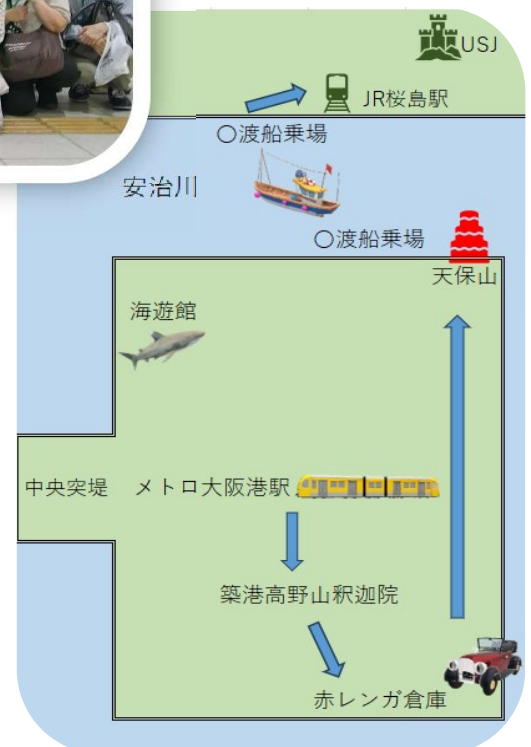 USJ
JR桜島駅
〇渡船乗場
安治川
〇渡船乗場
天保山
海遊館
中央突堤
メトロ大阪港駅
築港高野山釈迦院
赤レンガ倉庫